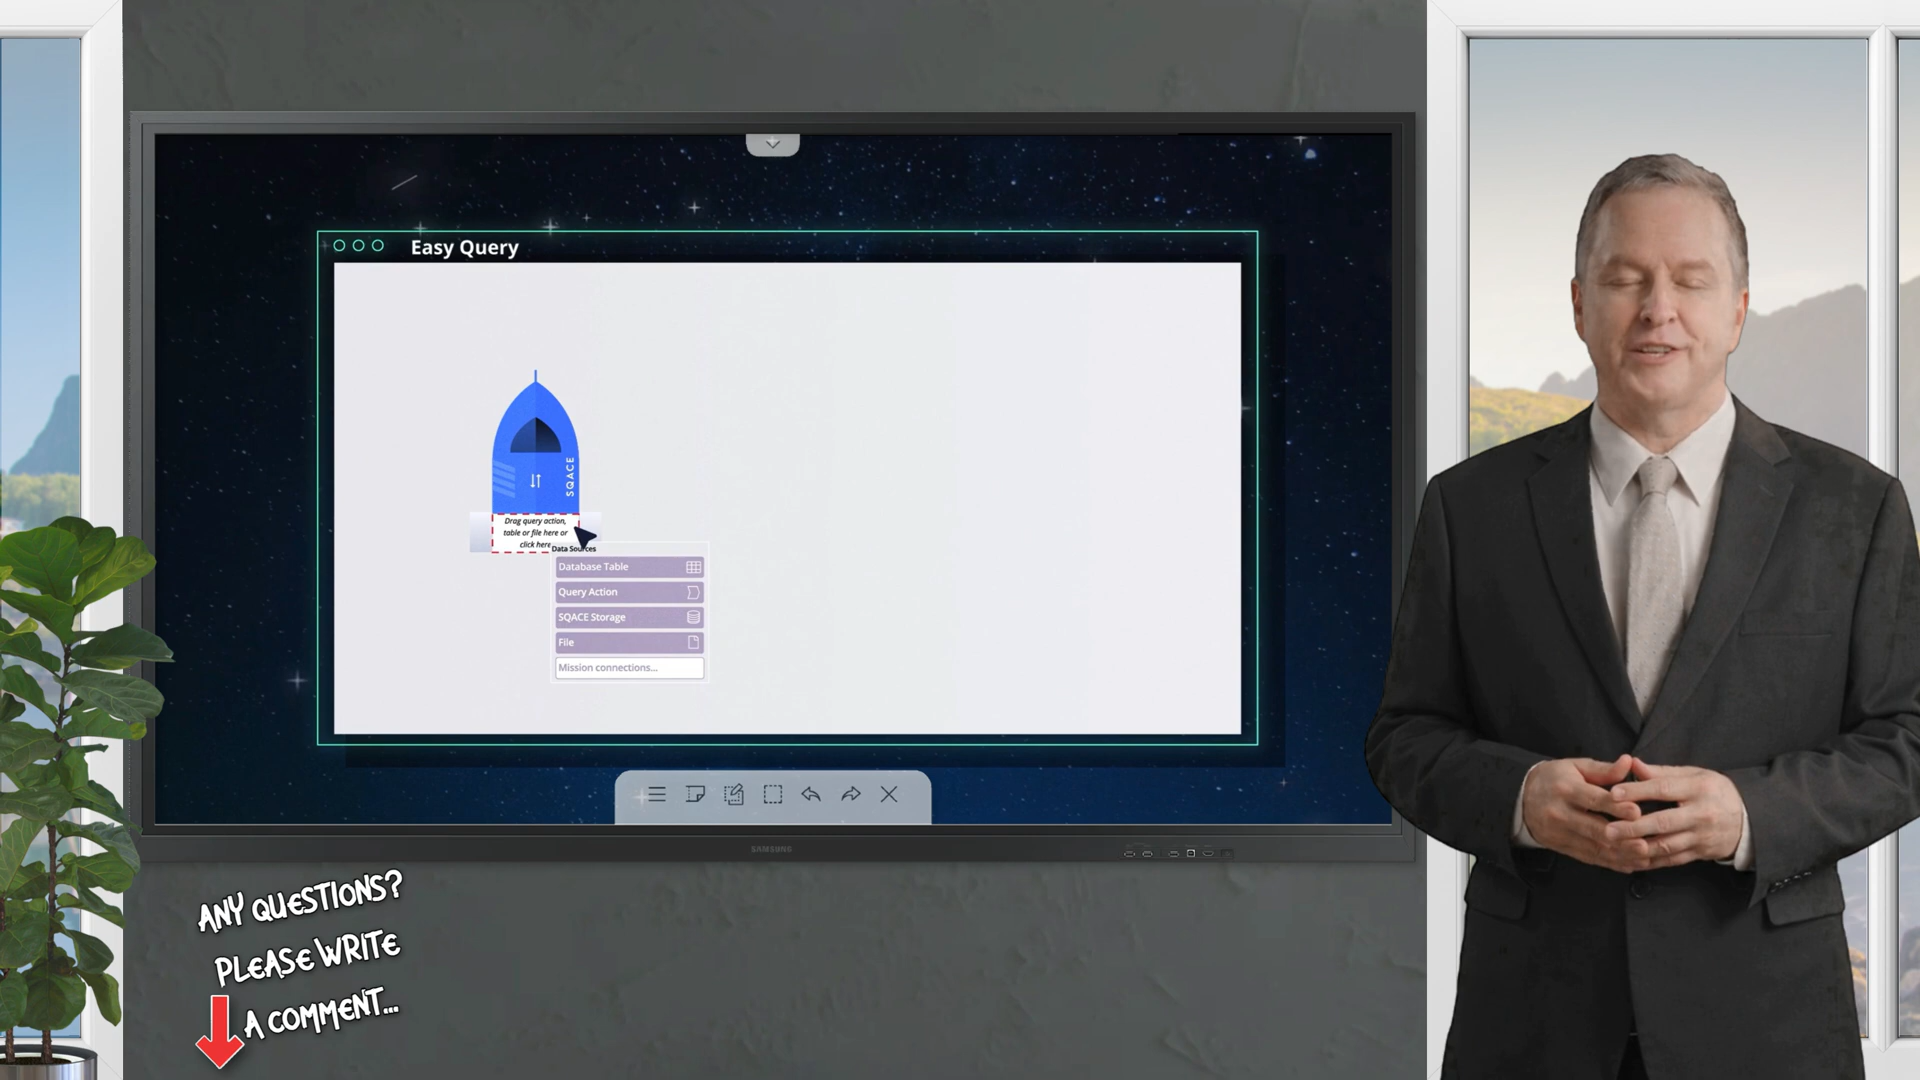 Easy Query
SQACE
Drag query action,
table or file here or
click here
Data Sources
Database Table
Query Action
SQACE Storage
File
Mission connections...
SAMSUNG
ANY QUESTIONS?
PLEASE WRITE
A COMMENT...